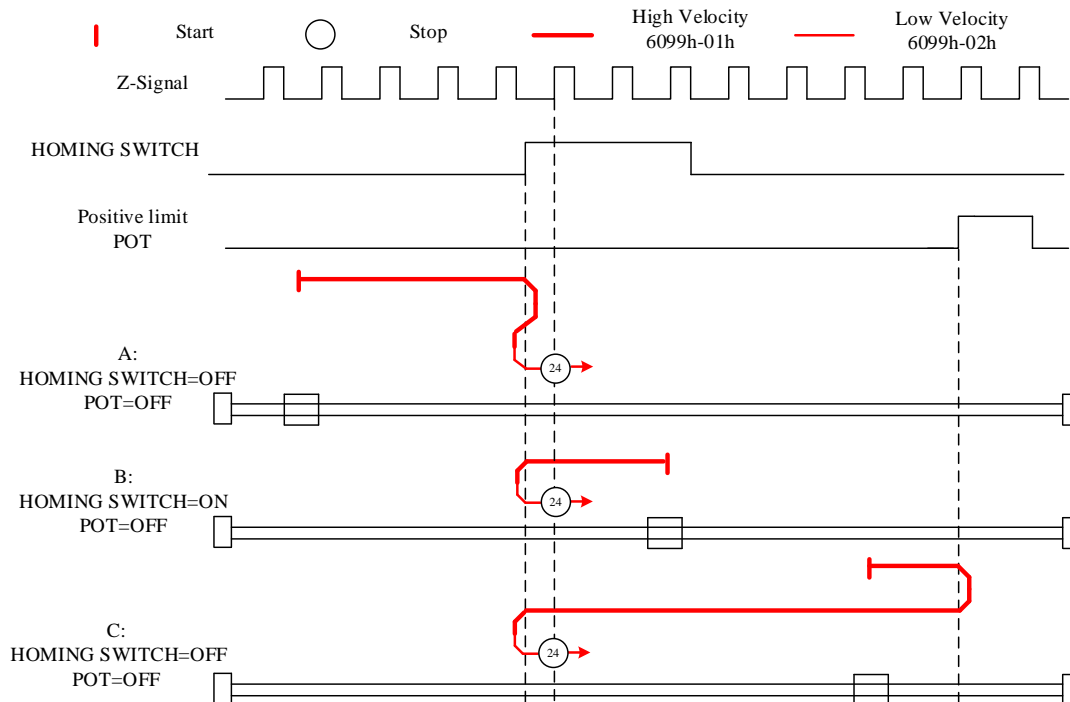 Start
Stop
High Velocity
6099h-01h
Low Velocity
6099h-02h
Z-Signal
HOMING SWITCH
Positive limit
POT
A:
HOMING SWITCH=OFF
POT=OFF
24
B:
HOMING SWITCH=ON
POT=OFF
24
C:
HOMING SWITCH=OFF
POT=OFF
24